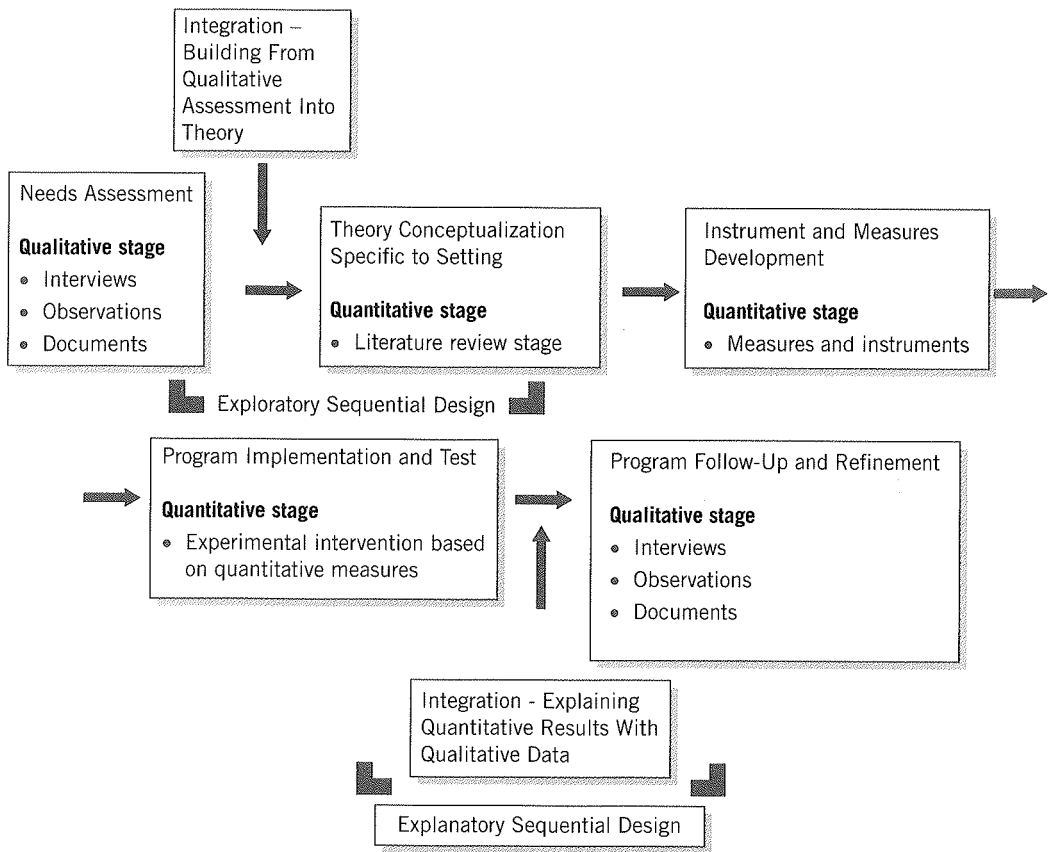 Integration –
Building From
Qualitative
Assessment Into
Theory
Needs Assessment
Qualitative stage
• Interviews
• Observations
• Documents
Theory Conceptualization
Specific to Setting
Quantitative stage
• Literature review stage
Instrument and Measures
Development
Quantitative stage
• Measures and instruments
Exploratory Sequential Design
Program Implementation and Test
Quantitative stage
• Experimental intervention based
on quantitative measures
Program Follow-Up and Refinement
Qualitative stage
• Interviews
• Observations
• Documents
Integration - Explaining
Quantitative Results With
Qualitative Data
Explanatory Sequential Design